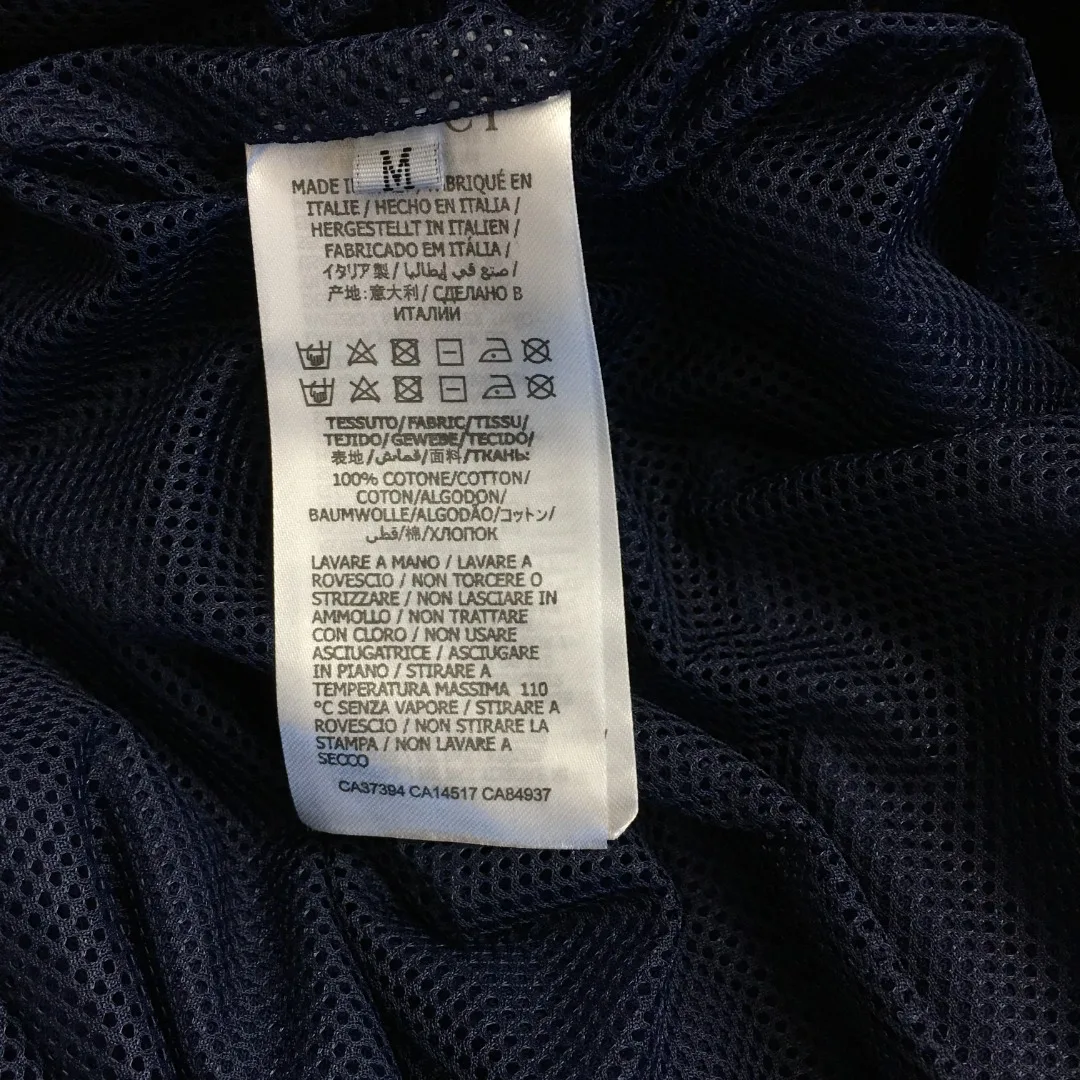 CY
M
MADE I FABRIQUÉ EN
ITALIE / HECHO EN ITALIA /
HERGESTELLT IN ITALIEN /
FABRICADO EM ITÁLIA /
イタリア製 / صنع في إيطاليا /
产地:意大利 / СДЕЛАНО В
ИТАЛИИ
TESSUTO/FABRIC/TISSU/
TEJIDO/GEWEBE/TECIDO/
表地/قماش/面料/ТКАНЬ:
100% COTONE/COTTON/
COTON/ALGODON/
BAUMWOLLE/ALGODÃO/コットン/
قطن/棉/ХЛОПОК
LAVARE A MANO / LAVARE A
ROVESCIO / NON TORCERE O
STRIZZARE / NON LASCIARE IN
AMMOLLO / NON TRATTARE
CON CLORO / NON USARE
ASCIUGATRICE / ASCIUGARE
IN PIANO / STIRARE A
TEMPERATURA MASSIMA 110
°C SENZA VAPORE / STIRARE A
ROVESCIO / NON STIRARE LA
STAMPA / NON LAVARE A
SECCO
CA37394 CA14517 CA84937